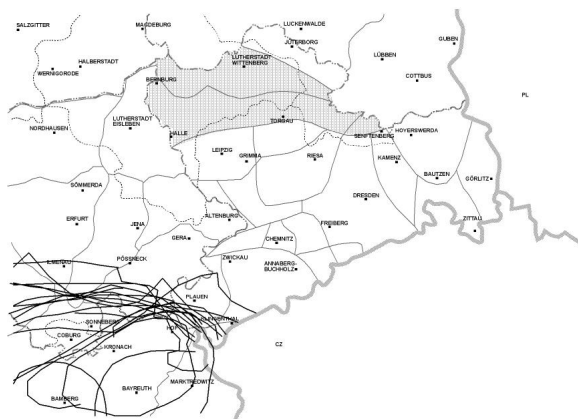 SALZGITTER
MAGDEBURG
LUCKENWALDE
GUBEN
JÜTERBORG
LÜBBEN
HALBERSTADT
WERNIGORODE
LUTHERSTADT
WITTENBERG
COTTBUS
BERNBURG
PL
LUTHERSTADT
EISLEBEN
NORDHAUSEN
HALLE
TORGAU
SENFTENBERG
HOYERSWERDA
LEIPZIG
GRIMMA
RIESA
KAMENZ
BAUTZEN
GÖRLITZ
SÖMMERDA
DRESDEN
ERFURT
JENA
ALTENBURG
FREIBERG
ZITTAU
GERA
CHEMNITZ
ILMENAU
PÖSSNECK
ZWICKAU
ANNABERG-
BUCHHOLZ
PLAUEN
SONNEBERG
HOF
KLINGENTHAL
COBURG
KRONACH
CZ
BAMBERG
BAYREUTH
MARKTREDWITZ